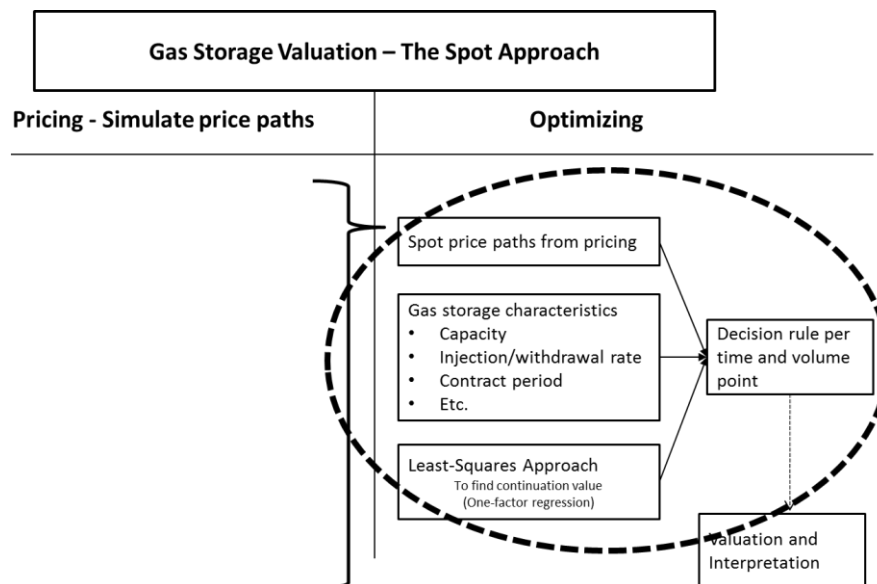 Gas Storage Valuation – The Spot Approach
Pricing - Simulate price paths
Optimizing
Spot price paths from pricing
Gas storage characteristics
• Capacity
• Injection/withdrawal rate
• Contract period
• Etc.
Decision rule per
time and volume
point
Least-Squares Approach
To find continuation value
(One-factor regression)
Valuation and
Interpretation